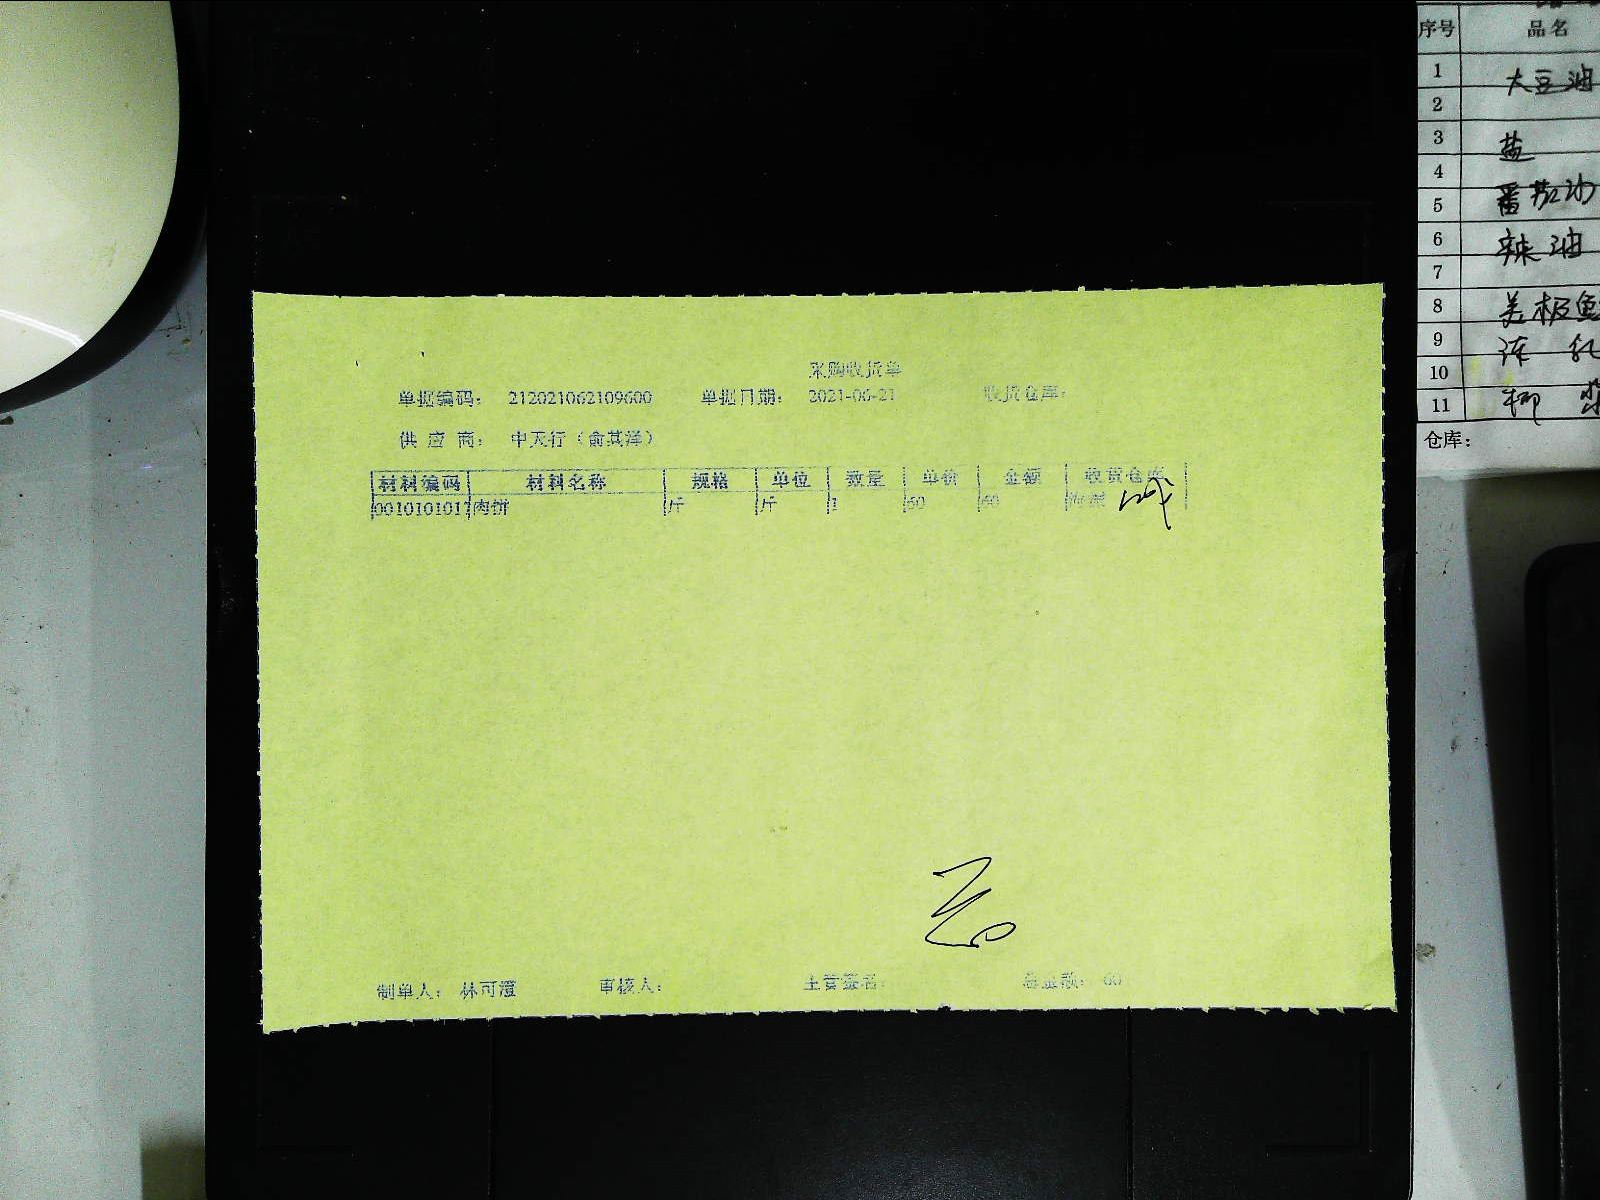 采购收货单
单据编码： 212021062109600 单据日期： 2021-06-21 收货仓库：
供 应 商： 中天行（俞其泽）
材料编码 材料名称 规格 单位 数量 单价 金额 收货仓库
0010101017 肉饼 斤 斤 1 60 60
制单人： 林可澄 审核人： 主管签名： 总金额： 60
序号 品名
1 大豆油
2
3 盐
4
5
6 辣油
7
8 美极鲜
9
10
11
仓库：